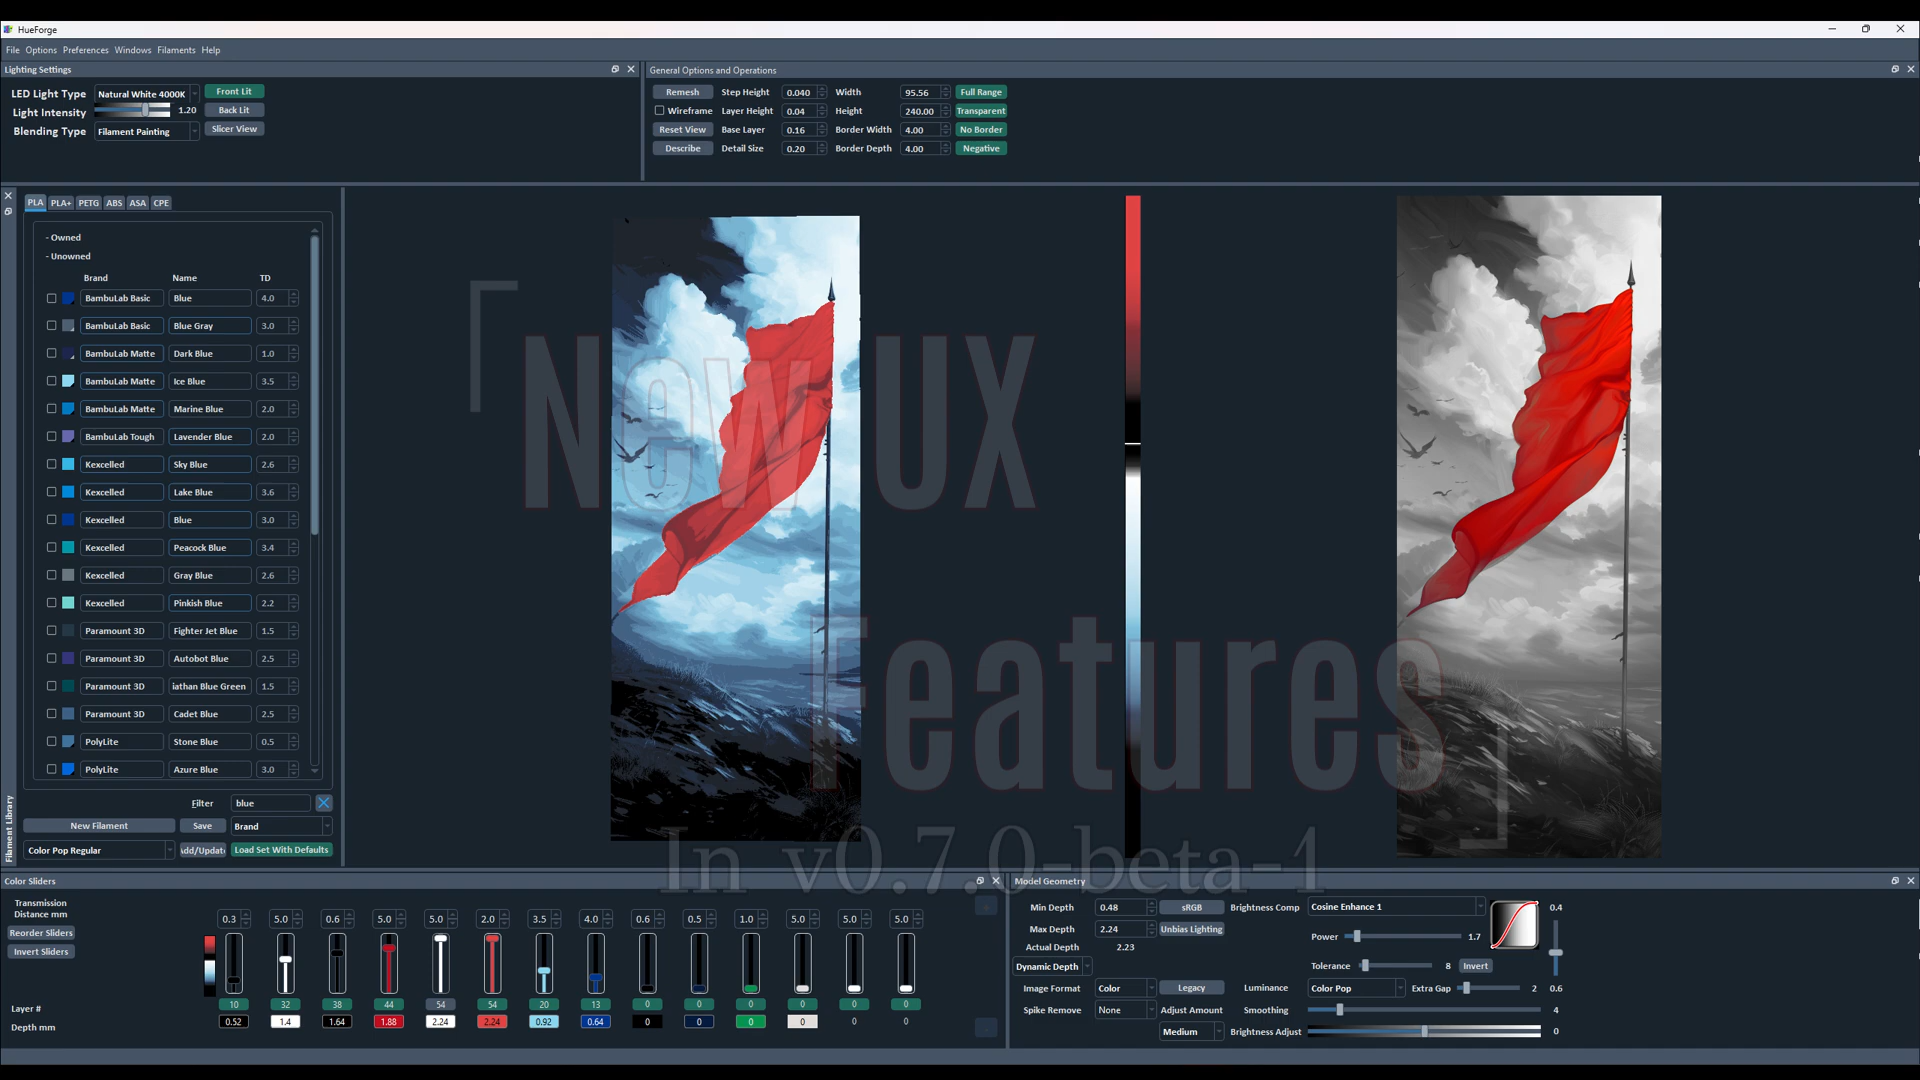 HueForge
File Options Preferences Windows Filaments Help
Lighting Settings
LED Light Type Natural White 4000K Front Lit
Light Intensity 1.20 Back Lit
Blending Type Filament Painting Slicer View
General Options and Operations
Remesh Step Height 0.040 Width 95.56 Full Range
Wireframe Layer Height 0.04 Height 240.00 Transparent
Reset View Base Layer 0.16 Border Width 4.00 No Border
Describe Detail Size 0.20 Border Depth 4.00 Negative
PLA PLA+ PETG ABS ASA CPE
- Owned
- Unowned
Brand Name TD
BambuLab Basic Blue 4.0
BambuLab Basic Blue Gray 3.0
BambuLab Matte Dark Blue 1.0
BambuLab Matte Ice Blue 3.5
BambuLab Matte Marine Blue 2.0
BambuLab Tough Lavender Blue 2.0
Kexcelled Sky Blue 2.6
Kexcelled Lake Blue 3.6
Kexcelled Blue 3.0
Kexcelled Peacock Blue 3.4
Kexcelled Gray Blue 2.6
Kexcelled Pinkish Blue 2.2
Paramount 3D Fighter Jet Blue 1.5
Paramount 3D Autobot Blue 2.5
Paramount 3D iathan Blue Green 1.5
Paramount 3D Cadet Blue 2.5
PolyLite Stone Blue 0.5
PolyLite Azure Blue 3.0
Filter blue
New Filament Save Brand
Color Pop Regular \dd/Updat Load Set With Defaults
Filament Library
New UX
Features
In v0.7.0-beta-1
Color Sliders
Transmission
Distance mm
0.3 5.0 0.6 5.0 5.0 2.0 3.5 4.0 0.6 0.5 1.0 5.0 5.0 5.0
Reorder Sliders
Invert Sliders
Layer # 10 32 38 44 54 54 20 13 0 0 0 0 0 0
Depth mm 0.52 1.4 1.64 1.88 2.24 2.24 0.92 0.64 0 0 0 0 0 0
Model Geometry
Min Depth 0.48 sRGB Brightness Comp Cosine Enhance 1 0.4
Max Depth 2.24 Unbias Lighting Power 1.7
Actual Depth 2.23
Dynamic Depth Tolerance 8 Invert
Image Format Color Legacy Luminance Color Pop Extra Gap 2 0.6
Spike Remove None Adjust Amount Smoothing 4
Medium Brightness Adjust 0